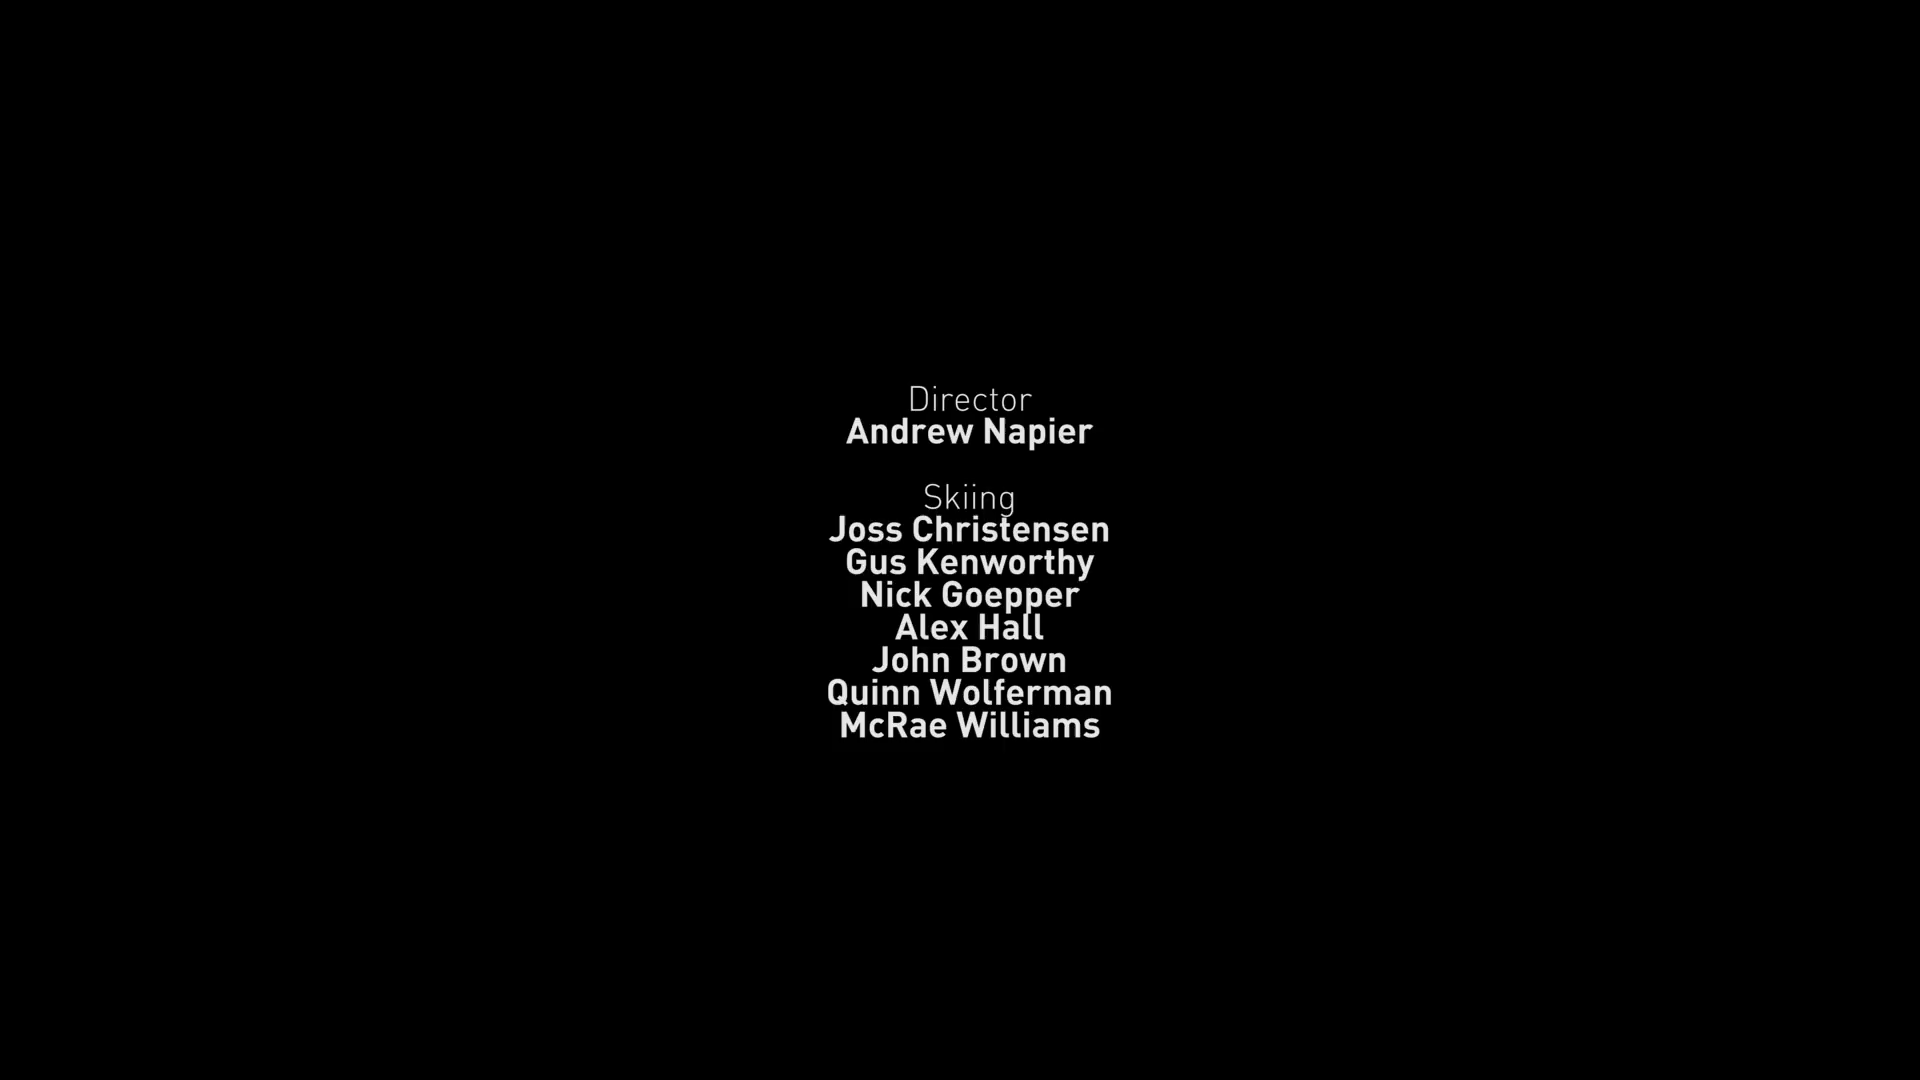 Director
Andrew Napier
Skiing
Joss Christensen
Gus Kenworthy
Nick Goepper
Alex Hall
John Brown
Quinn Wolferman
McRae Williams